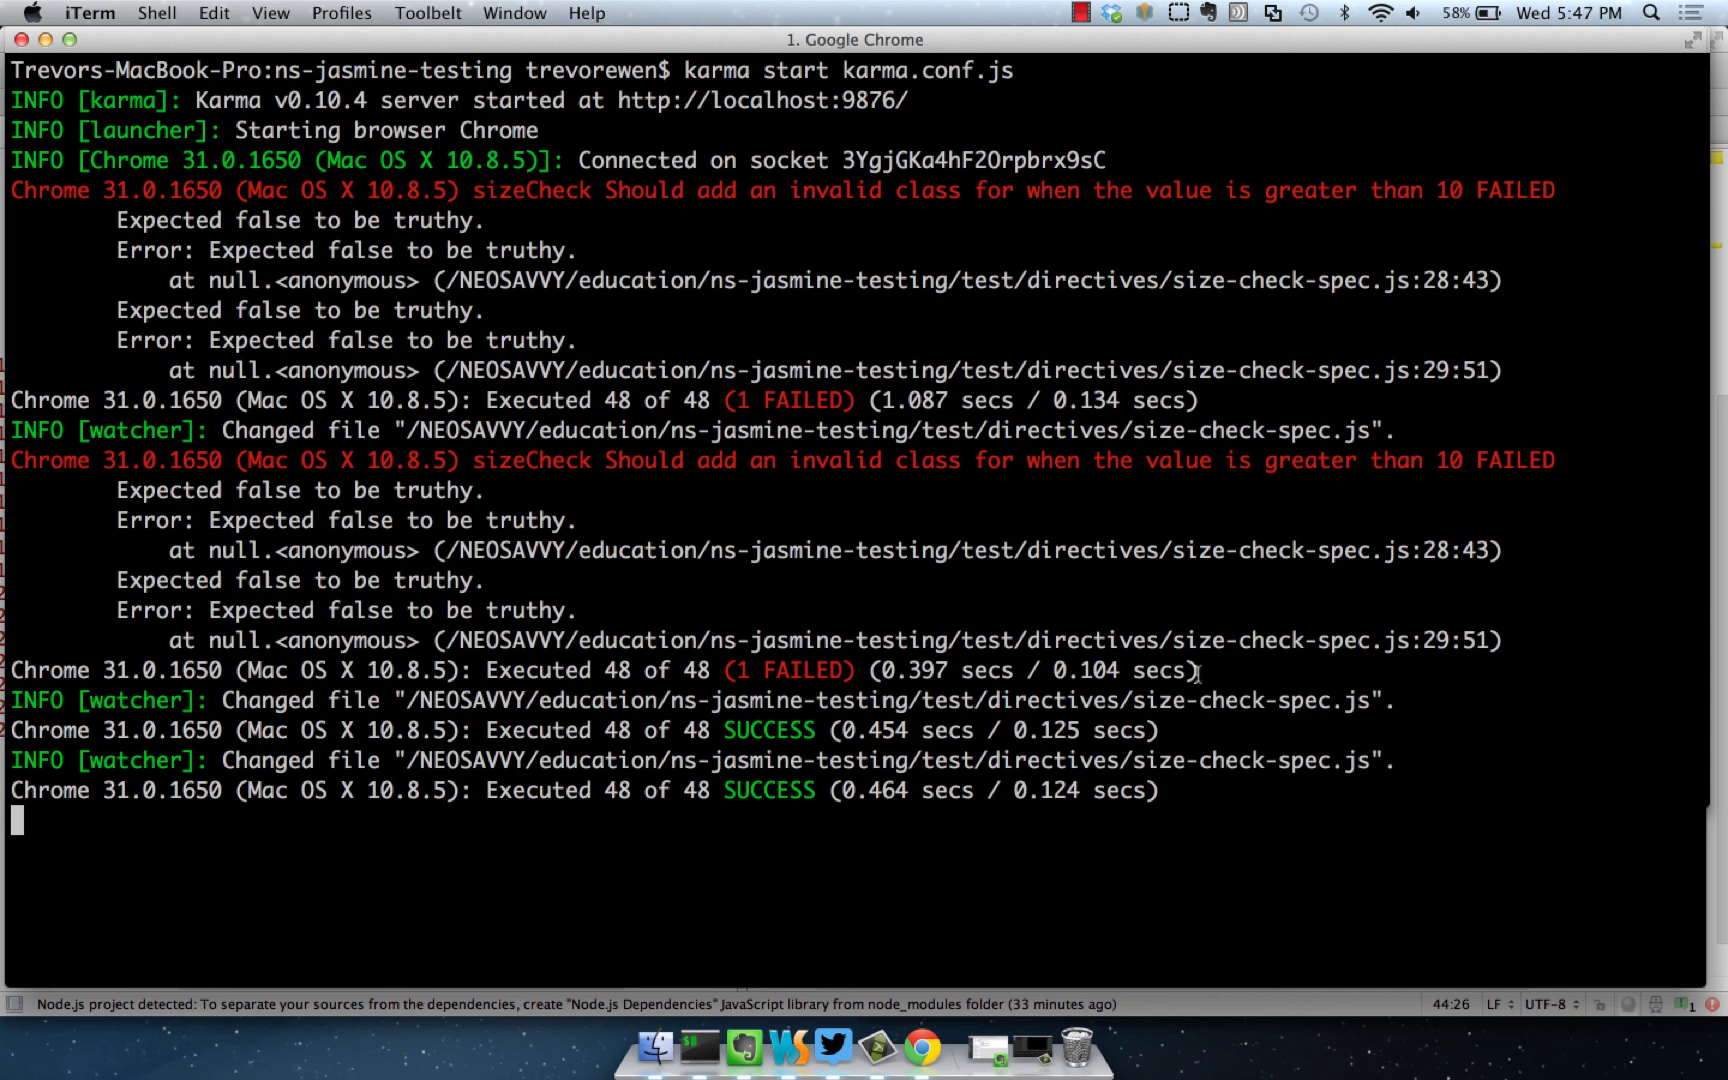 iTerm Shell Edit View Profiles Toolbelt Window Help 58% Wed 5:47 PM
1. Google Chrome
Trevors-MacBook-Pro:ns-jasmine-testing trevorewen$ karma start karma.conf.js
INFO [karma]: Karma v0.10.4 server started at http://localhost:9876/
INFO [launcher]: Starting browser Chrome
INFO [Chrome 31.0.1650 (Mac OS X 10.8.5)]: Connected on socket 3YgjGKa4hF2Orpbrx9sC
Chrome 31.0.1650 (Mac OS X 10.8.5) sizeCheck Should add an invalid class for when the value is greater than 10 FAILED
Expected false to be truthy.
Error: Expected false to be truthy.
at null.<anonymous> (/NEOSAVVY/education/ns-jasmine-testing/test/directives/size-check-spec.js:28:43)
Expected false to be truthy.
Error: Expected false to be truthy.
at null.<anonymous> (/NEOSAVVY/education/ns-jasmine-testing/test/directives/size-check-spec.js:29:51)
Chrome 31.0.1650 (Mac OS X 10.8.5): Executed 48 of 48 (1 FAILED) (1.087 secs / 0.134 secs)
INFO [watcher]: Changed file "/NEOSAVVY/education/ns-jasmine-testing/test/directives/size-check-spec.js".
Chrome 31.0.1650 (Mac OS X 10.8.5) sizeCheck Should add an invalid class for when the value is greater than 10 FAILED
Expected false to be truthy.
Error: Expected false to be truthy.
at null.<anonymous> (/NEOSAVVY/education/ns-jasmine-testing/test/directives/size-check-spec.js:28:43)
Expected false to be truthy.
Error: Expected false to be truthy.
at null.<anonymous> (/NEOSAVVY/education/ns-jasmine-testing/test/directives/size-check-spec.js:29:51)
Chrome 31.0.1650 (Mac OS X 10.8.5): Executed 48 of 48 (1 FAILED) (0.397 secs / 0.104 secs)
INFO [watcher]: Changed file "/NEOSAVVY/education/ns-jasmine-testing/test/directives/size-check-spec.js".
Chrome 31.0.1650 (Mac OS X 10.8.5): Executed 48 of 48 SUCCESS (0.454 secs / 0.125 secs)
INFO [watcher]: Changed file "/NEOSAVVY/education/ns-jasmine-testing/test/directives/size-check-spec.js".
Chrome 31.0.1650 (Mac OS X 10.8.5): Executed 48 of 48 SUCCESS (0.464 secs / 0.124 secs)
Node.js project detected: To separate your sources from the dependencies, create "Node.js Dependencies" JavaScript library from node_modules folder (33 minutes ago) 44:26 LF UTF-8 1
WS